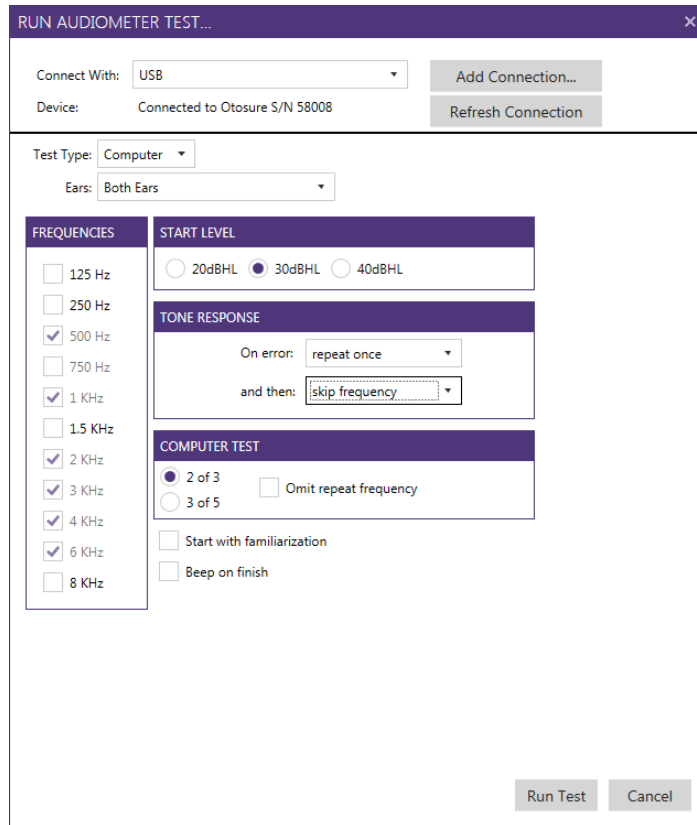 RUN AUDIOMETER TEST...
Connect With: USB
Add Connection...
Device: Connected to Otosure S/N 58008
Refresh Connection
Test Type: Computer
Ears: Both Ears
FREQUENCIES
125 Hz
250 Hz
500 Hz
750 Hz
1 KHz
1.5 KHz
2 KHz
3 KHz
4 KHz
6 KHz
8 KHz
START LEVEL
20dBHL 30dBHL 40dBHL
TONE RESPONSE
On error: repeat once
and then: skip frequency
COMPUTER TEST
2 of 3
3 of 5
Omit repeat frequency
Start with familiarization
Beep on finish
Run Test Cancel